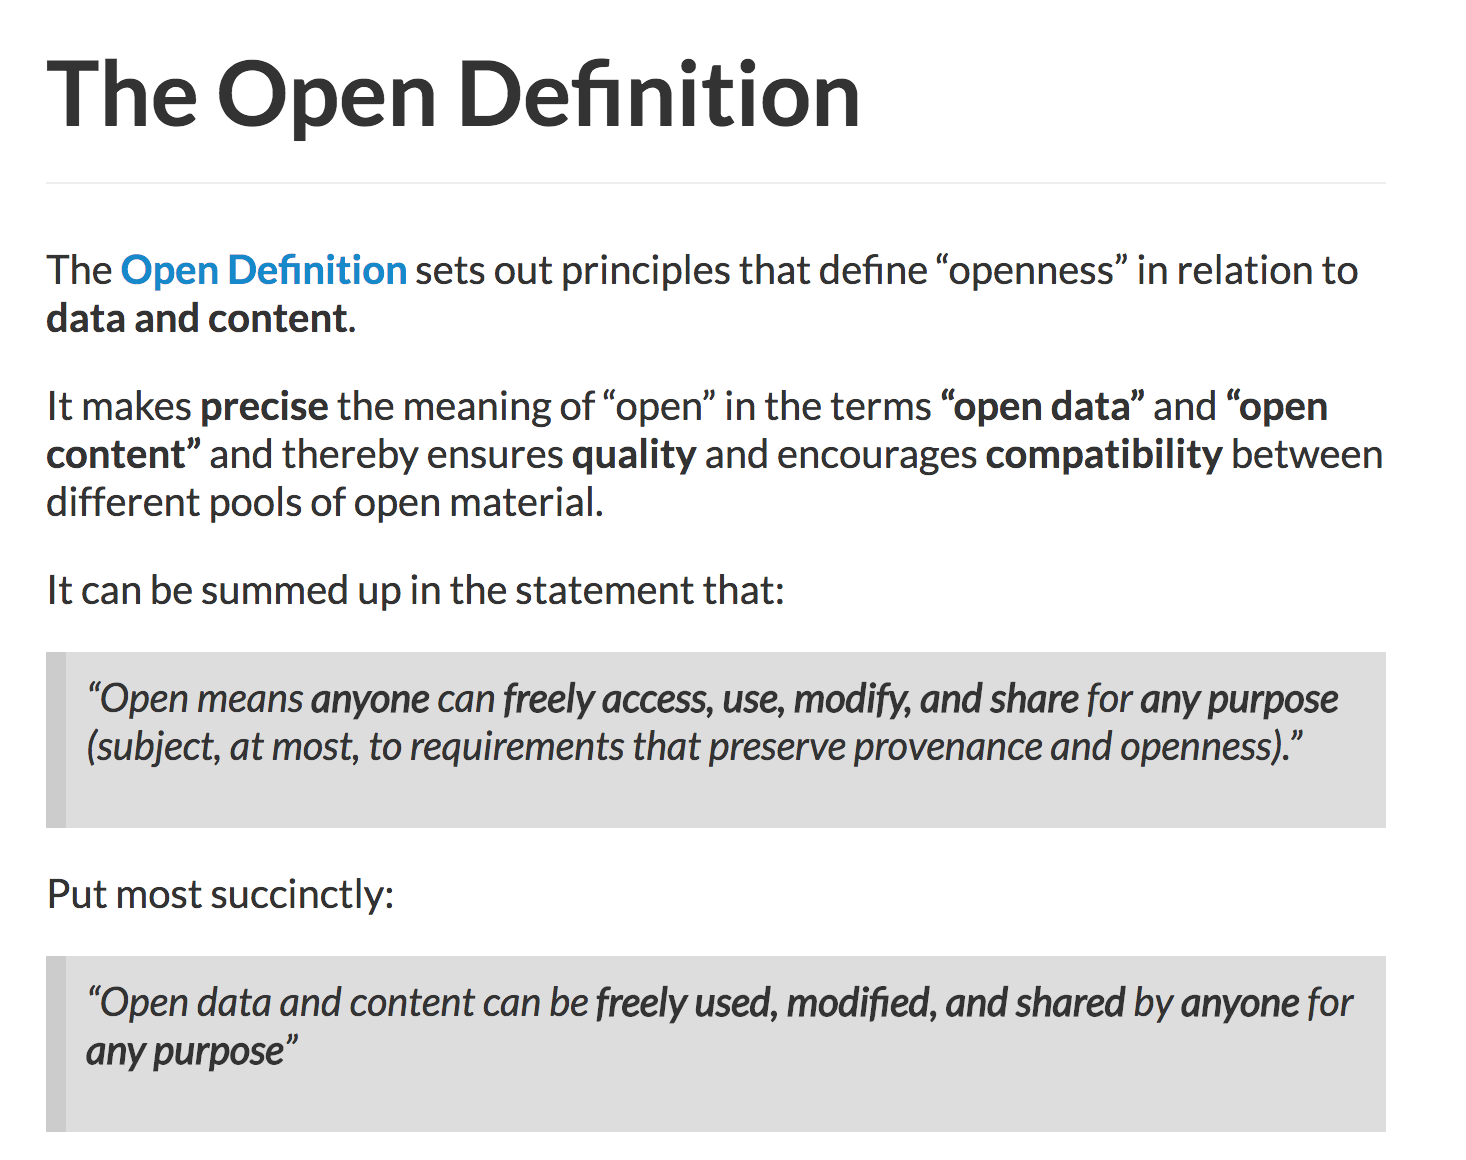 The Open Definition
The Open Definition sets out principles that define “openness” in relation to
data and content.
It makes precise the meaning of “open” in the terms “open data” and “open
content” and thereby ensures quality and encourages compatibility between
different pools of open material.
It can be summed up in the statement that:
“Open means anyone can freely access, use, modify, and share for any purpose
(subject, at most, to requirements that preserve provenance and openness).”
Put most succinctly:
“Open data and content can be freely used, modified, and shared by anyone for
any purpose”